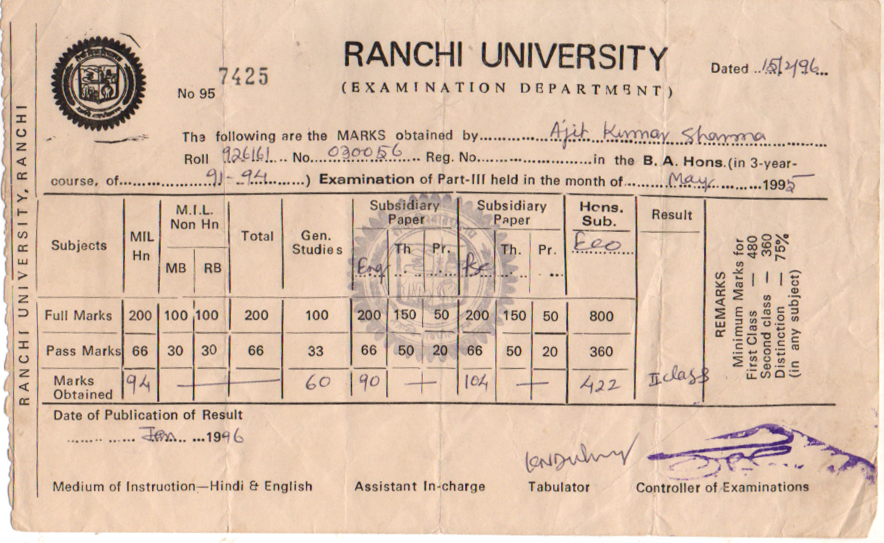 RANCHI UNIVERSITY
(EXAMINATION DEPARTMENT)
No 95 7425
Dated ..15/2/96..
RANCHI UNIVERSITY, RANCHI
The following are the MARKS obtained by............Ajit Kumar Sharma
Roll 926161.... No...030056... Reg. No.......................in the B. A. Hons. (in 3-year-
course, of.................91-94........) Examination of Part-III held in the month of........May..........1995
Subjects MIL Hn M.I.L. Non Hn MB RB Total Gen. Studies Subsidiary Paper Eng Th Pr. Subsidiary Paper Psc Th. Pr. Hons. Sub. Eco Result
Full Marks 200 100 100 200 100 200 150 50 200 150 50 800
Pass Marks 66 30 30 66 33 66 50 20 66 50 20 360
Marks Obtained 94 — 60 90 — 104 — 422 II class
REMARKS
Minimum Marks for
First Class — 480
Second class — 360
Distinction — 75%
(in any subject)
Date of Publication of Result
........ ...... Jan ...1996
Medium of Instruction—Hindi & English Assistant In-charge Tabulator Controller of Examinations